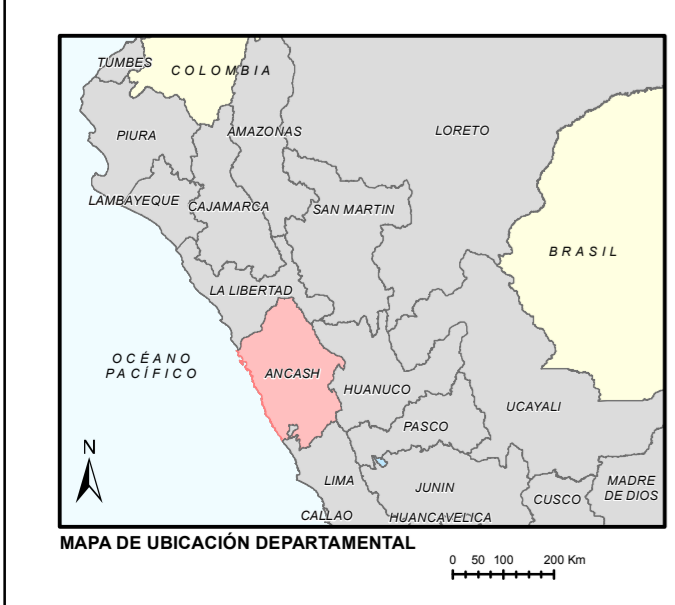 TUMBES
COLOMBIA
PIURA
AMAZONAS
LORETO
LAMBAYEQUE
CAJAMARCA
SAN MARTIN
BRASIL
LA LIBERTAD
OCÉANO
PACÍFICO
ANCASH
HUANUCO
UCAYALI
PASCO
N
LIMA
JUNIN
CUSCO
MADRE
DE DIOS
CALLAO
HUANCAVELICA
MAPA DE UBICACIÓN DEPARTAMENTAL
0 50 100 200 Km